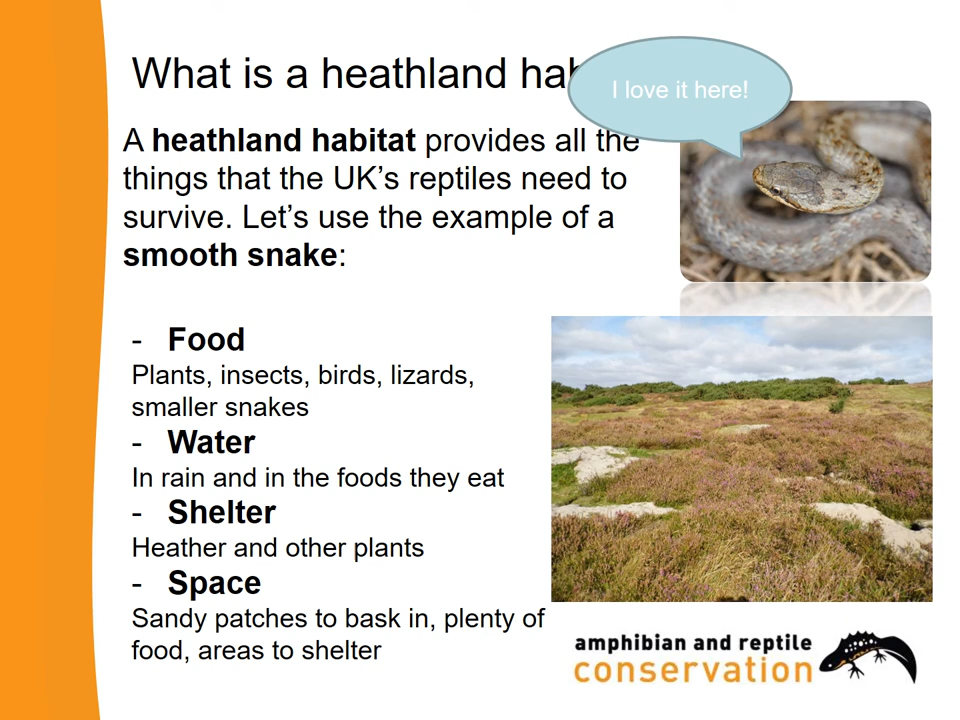 What is a heathland hab
I love it here!
A heathland habitat provides all the
things that the UK's reptiles need to
survive. Let's use the example of a
smooth snake:
- Food
Plants, insects, birds, lizards,
smaller snakes
- Water
In rain and in the foods they eat
- Shelter
Heather and other plants
- Space
Sandy patches to bask in, plenty of
food, areas to shelter
amphibian and reptile
conservation